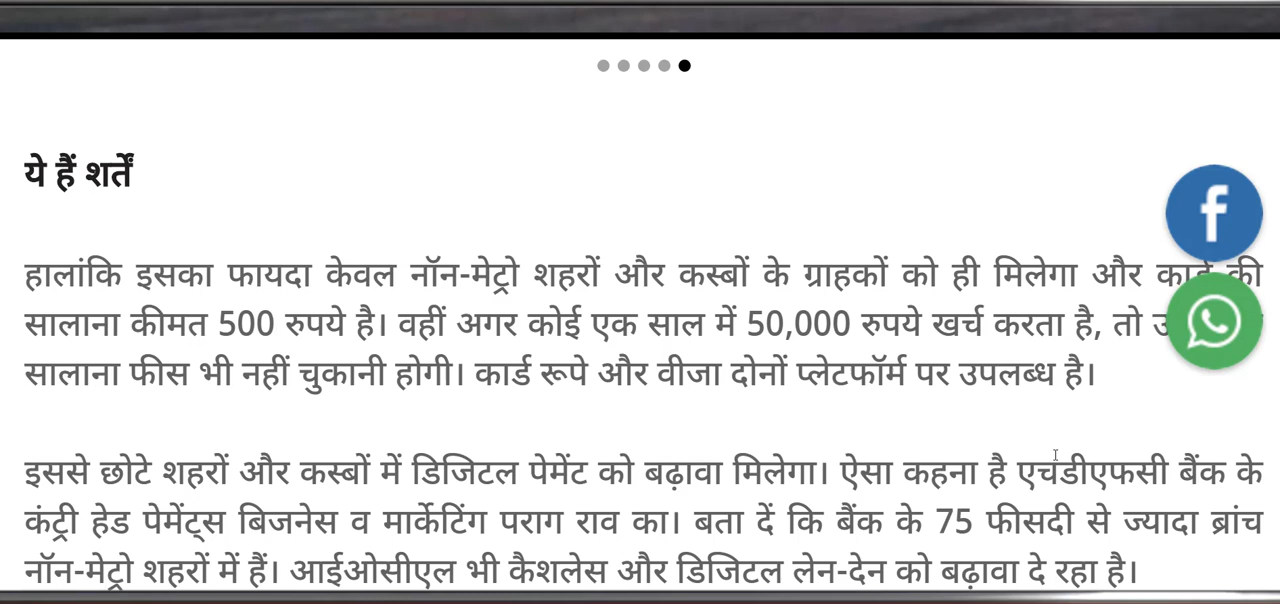 ये हैं शर्तें
हालांकि इसका फायदा केवल नॉन-मेट्रो शहरों और कस्बों के ग्राहकों को ही मिलेगा और की
सालाना कीमत 500 रुपये है। वहीं अगर कोई एक साल में 50,000 रुपये खर्च करता है, तो
सालाना फीस भी नहीं चुकानी होगी। कार्ड रूपे और वीजा दोनों प्लेटफॉर्म पर उपलब्ध है।
इससे छोटे शहरों और कस्बों में डिजिटल पेमेंट को बढ़ावा मिलेगा। ऐसा कहना है एचडीएफसी बैंक के
कंट्री हेड पेमेंट्स बिजनेस व मार्केटिंग पराग राव का। बता दें कि बैंक के 75 फीसदी से ज्यादा ब्रांच
नॉन-मेट्रो शहरों में हैं। आईओसीएल भी कैशलेस और डिजिटल लेन-देन को बढ़ावा दे रहा है।